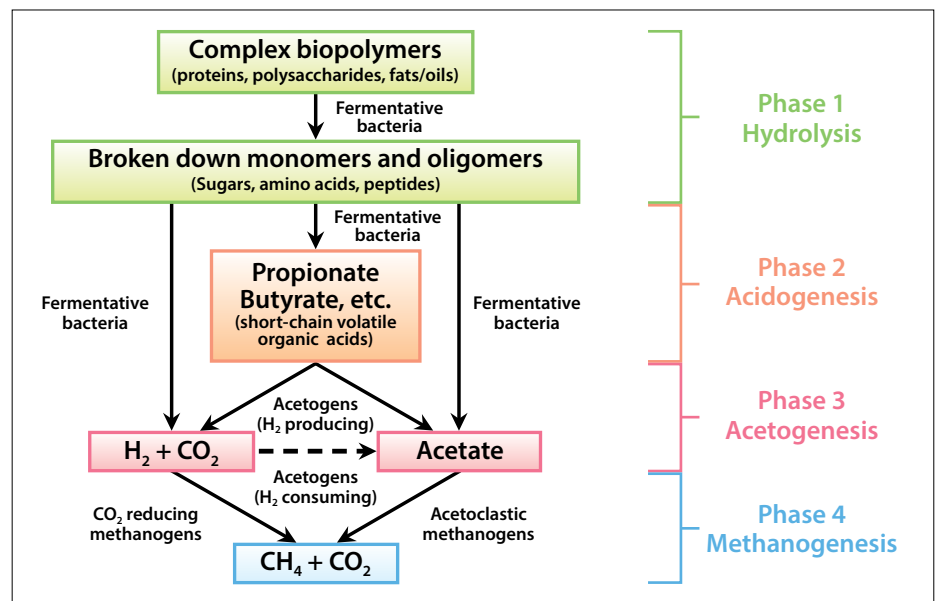 Complex biopolymers
(proteins, polysaccharides, fats/oils)
Fermentative
bacteria
Phase 1
Hydrolysis
Broken down monomers and oligomers
(Sugars, amino acids, peptides)
Fermentative
bacteria
Propionate
Butyrate, etc.
(short-chain volatile
organic acids)
Fermentative
bacteria
Fermentative
bacteria
Phase 2
Acidogenesis
Acetogens
(H₂ producing)
H₂ + CO₂
Acetate
Acetogens
(H₂ consuming)
Phase 3
Acetogenesis
CO₂ reducing
methanogens
Acetoclastic
methanogens
CH₄ + CO₂
Phase 4
Methanogenesis